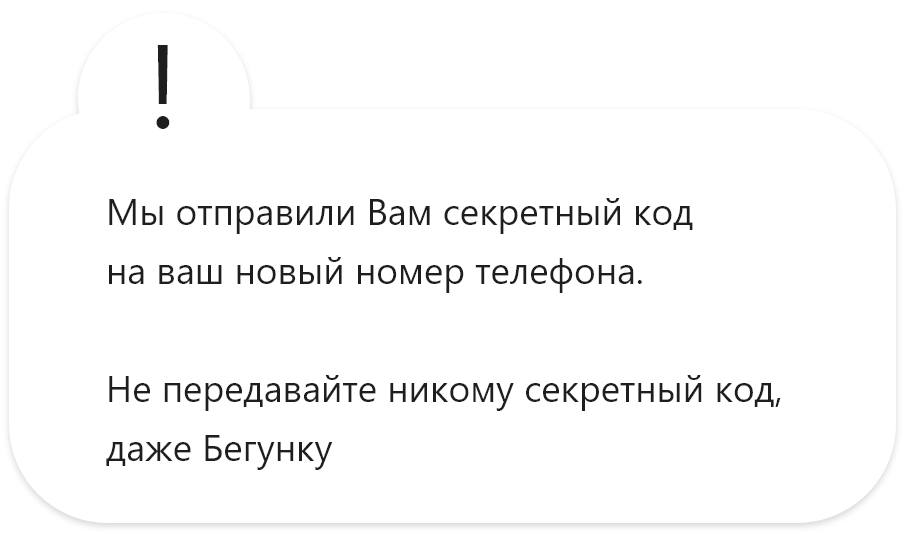 !
Мы отправили Вам секретный код
на ваш новый номер телефона.
Не передавайте никому секретный код,
даже Бегунку